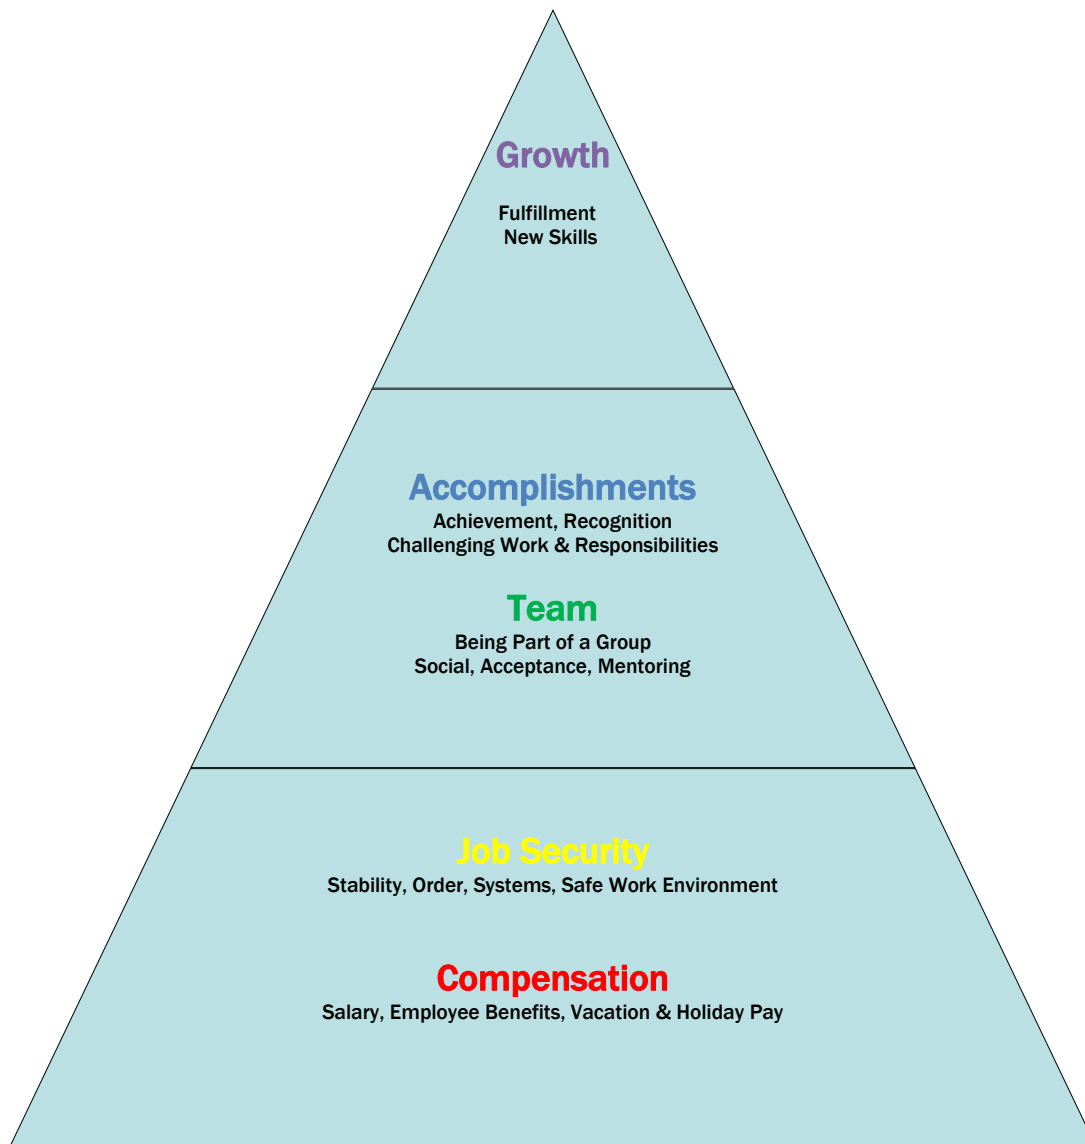 Growth
Fulfillment
New Skills
Accomplishments
Achievement, Recognition
Challenging Work & Responsibilities
Team
Being Part of a Group
Social, Acceptance, Mentoring
Job Security
Stability, Order, Systems, Safe Work Environment
Compensation
Salary, Employee Benefits, Vacation & Holiday Pay